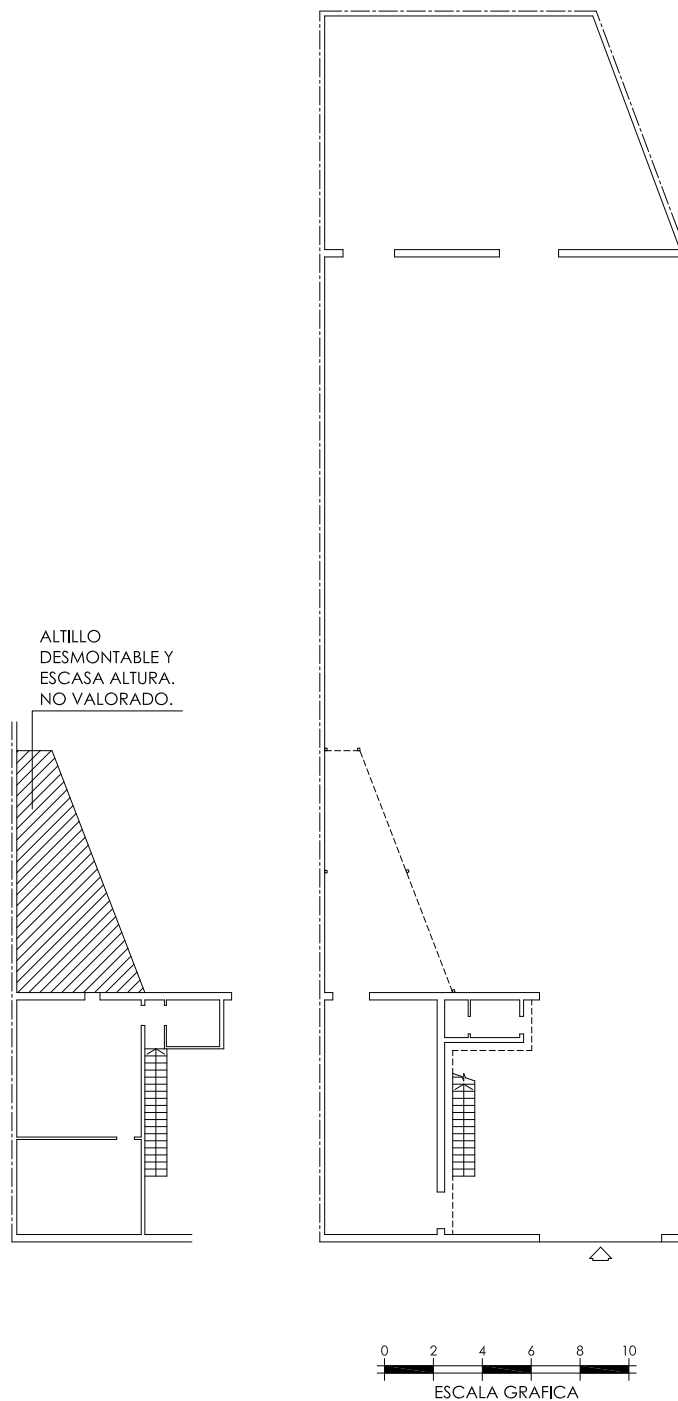 ALTILLO
DESMONTABLE Y
ESCASA ALTURA.
NO VALORADO.
0 2 4 6 8 10
ESCALA GRAFICA